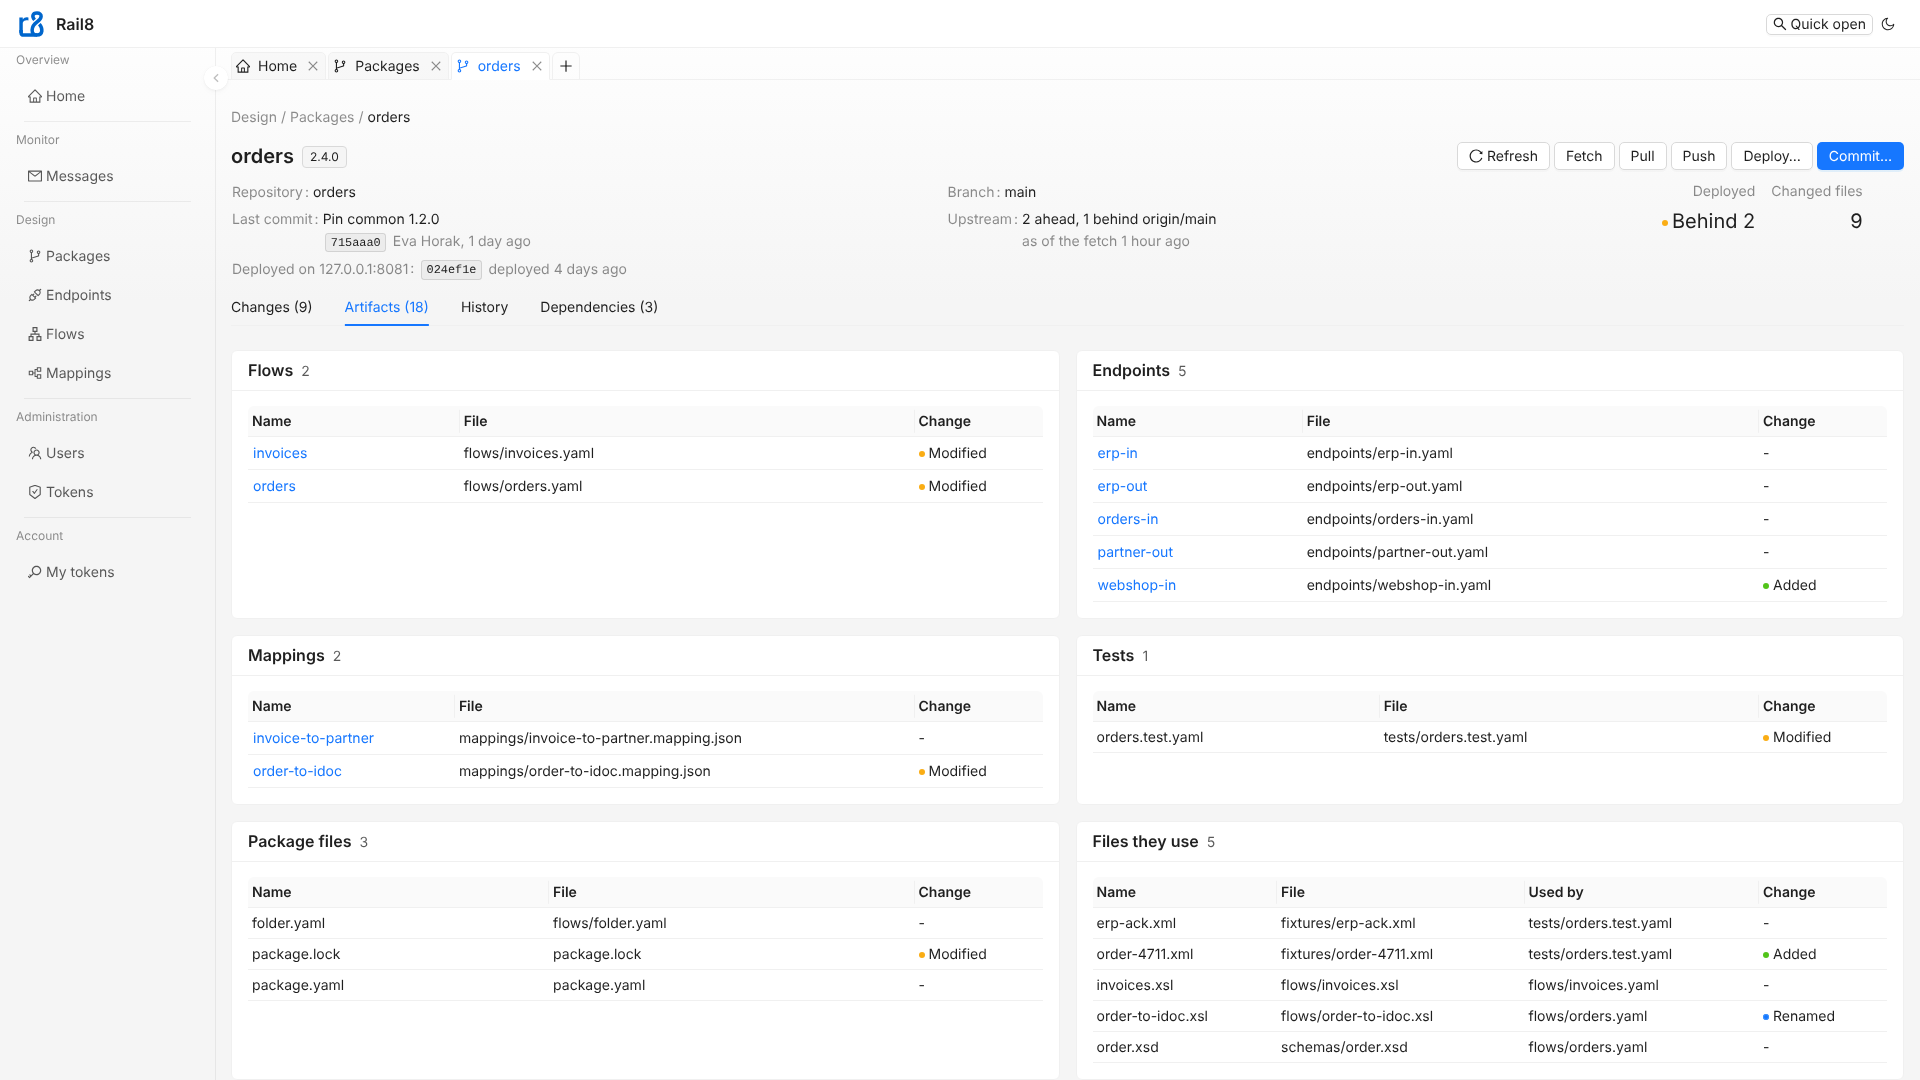 Rail8
Quick open
Overview
Home
Monitor
Messages
Design
Packages
Endpoints
Flows
Mappings
Administration
Users
Tokens
Account
My tokens
Home
Packages
orders
Design / Packages / orders
orders 2.4.0
Refresh Fetch Pull Push Deploy... Commit...
Repository: orders
Branch: main
Deployed Changed files
Last commit: Pin common 1.2.0
Upstream: 2 ahead, 1 behind origin/main
Behind 2 9
715aaa0 Eva Horak, 1 day ago
as of the fetch 1 hour ago
Deployed on 127.0.0.1:8081: 024ef1e deployed 4 days ago
Changes (9) Artifacts (18) History Dependencies (3)
Flows 2
Name File Change
invoices flows/invoices.yaml Modified
orders flows/orders.yaml Modified
Endpoints 5
Name File Change
erp-in endpoints/erp-in.yaml -
erp-out endpoints/erp-out.yaml -
orders-in endpoints/orders-in.yaml -
partner-out endpoints/partner-out.yaml -
webshop-in endpoints/webshop-in.yaml Added
Mappings 2
Name File Change
invoice-to-partner mappings/invoice-to-partner.mapping.json -
order-to-idoc mappings/order-to-idoc.mapping.json Modified
Tests 1
Name File Change
orders.test.yaml tests/orders.test.yaml Modified
Package files 3
Name File Change
folder.yaml flows/folder.yaml -
package.lock package.lock Modified
package.yaml package.yaml -
Files they use 5
Name File Used by Change
erp-ack.xml fixtures/erp-ack.xml tests/orders.test.yaml -
order-4711.xml fixtures/order-4711.xml tests/orders.test.yaml Added
invoices.xsl flows/invoices.xsl flows/invoices.yaml -
order-to-idoc.xsl flows/order-to-idoc.xsl flows/orders.yaml Renamed
order.xsd schemas/order.xsd flows/orders.yaml -